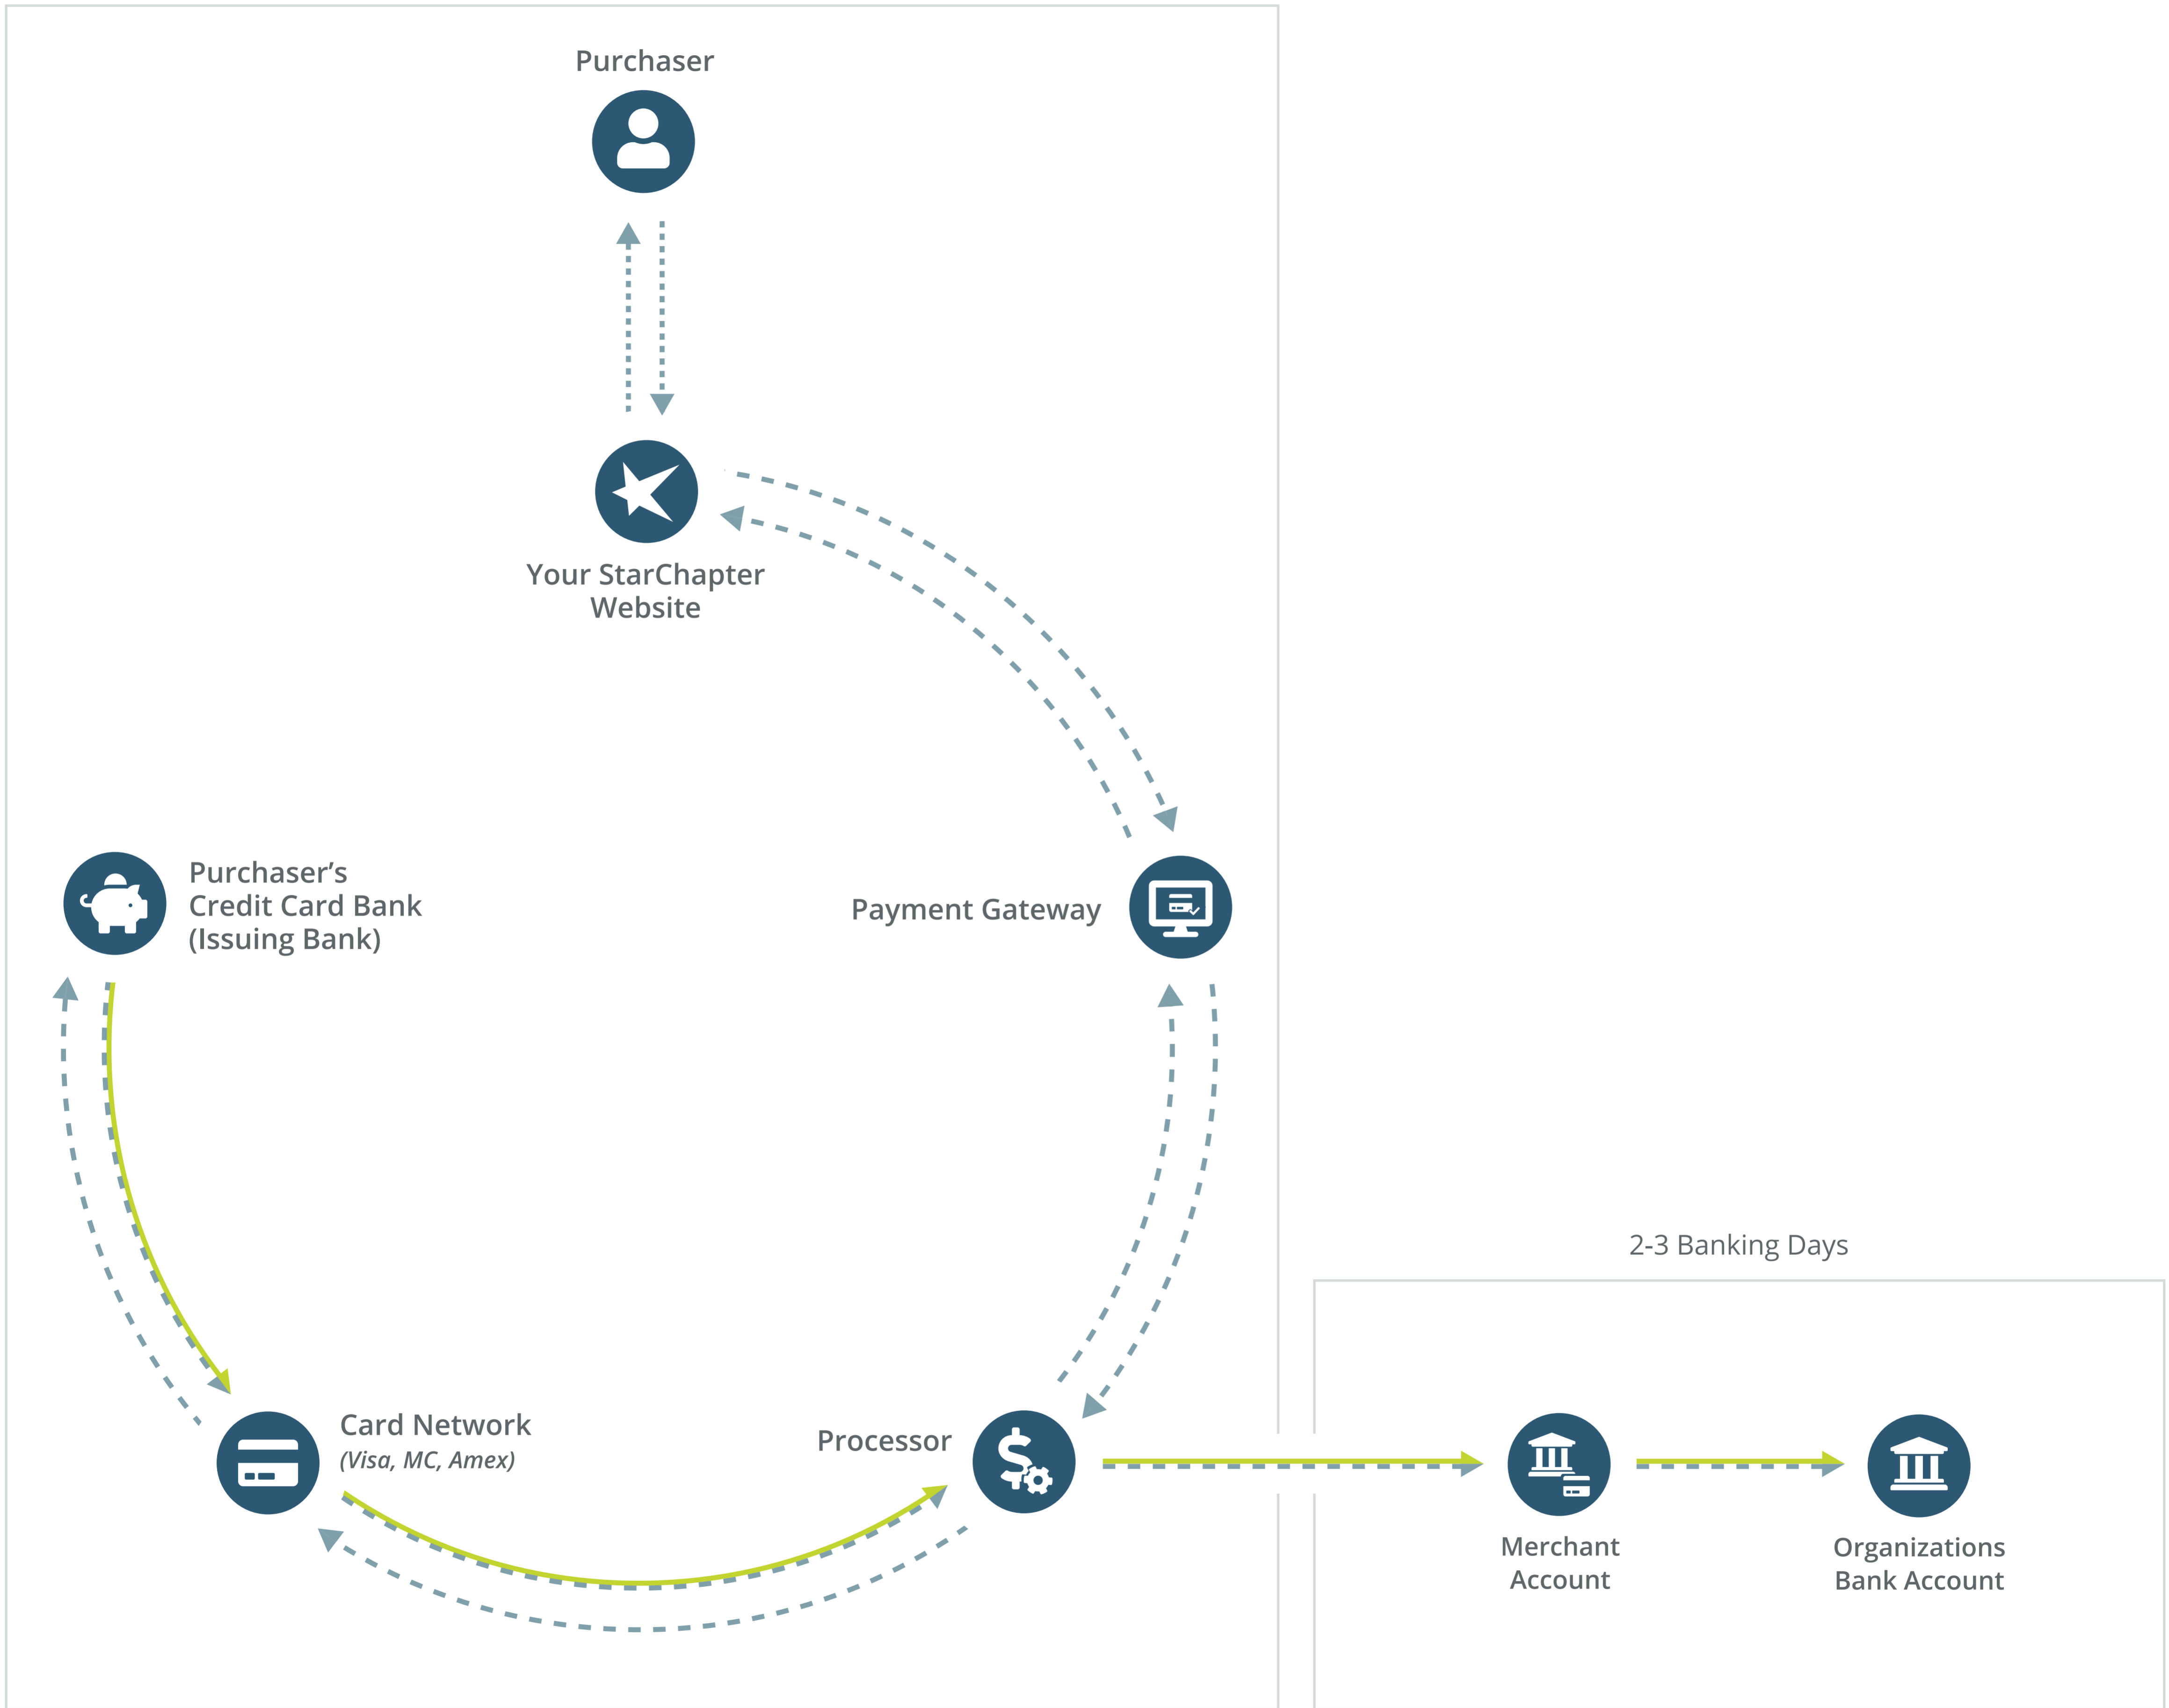 Purchaser
Your StarChapter
Website
Purchaser’s
Credit Card Bank
(Issuing Bank)
Payment Gateway
2-3 Banking Days
Card Network
(Visa, MC, Amex)
Processor
Merchant
Account
Organizations
Bank Account